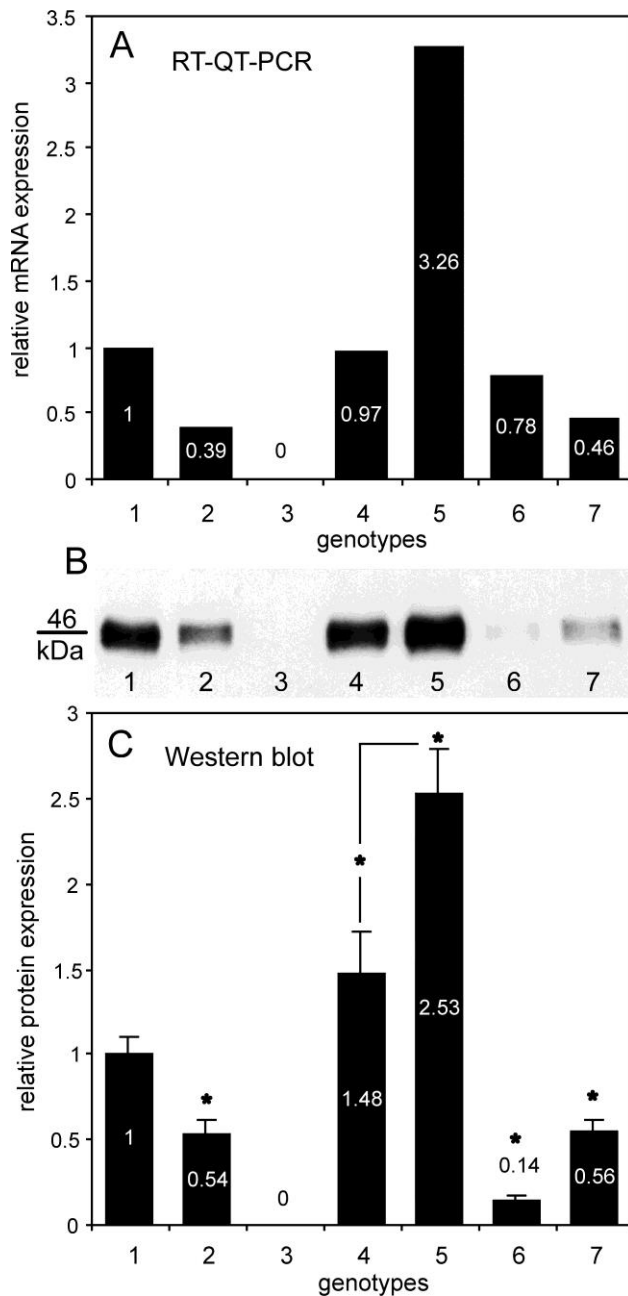 A
RT-QT-PCR
relative mRNA expression
3.5
3
2.5
2
1.5
1
0.5
0
1
0.39
0
0.97
3.26
0.78
0.46
1 2 3 4 5 6 7
genotypes
B
46
kDa
1 2 3 4 5 6 7
C
Western blot
relative protein expression
3
2.5
2
1.5
1
0.5
0
1
* 0.54
0
* 1.48
* 2.53
* 0.14
* 0.56
1 2 3 4 5 6 7
genotypes